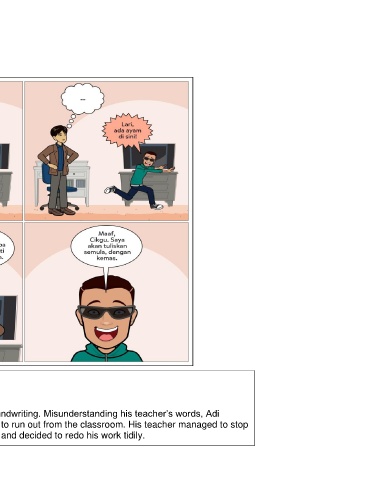 ...
Lari,
ada ayam
di sini!
Maaf,
Cikgu. Saya
akan tuliskan
semula, dengan
kemas.
ndwriting. Misunderstanding his teacher's words, Adi
to run out from the classroom. His teacher managed to stop
and decided to redo his work tidily.